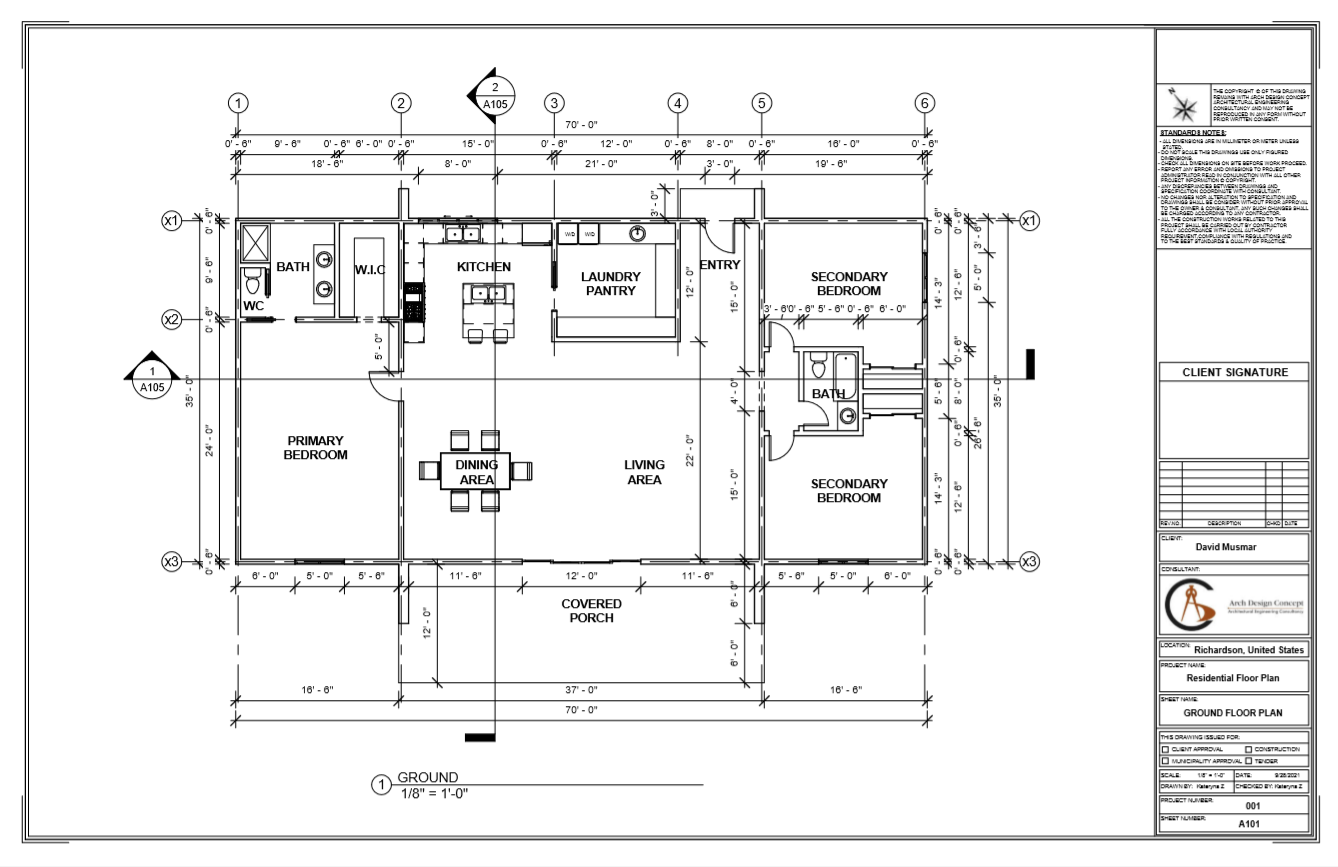 2
A105
1
2
3
4
5
6
70' - 0"
0' - 6"
9' - 6"
0' - 6"
6' - 0"
0' - 6"
15' - 0"
0' - 6"
12' - 0"
0' - 6"
8' - 0"
0' - 6"
16' - 0"
0' - 6"
18' - 6"
8' - 0"
21' - 0"
3' - 0"
19' - 6"
3' - 0"
x1
x1
0' - 6"
9' - 6"
0' - 6"
x2
BATH
WC
W.I.C
KITCHEN
W/D
W/D
LAUNDRY
PANTRY
ENTRY
12' - 0"
15' - 0"
SECONDARY
BEDROOM
3' - 6"
0' - 6"
5' - 6"
0' - 6"
6' - 0"
0' - 6"
3' - 6"
5' - 0"
14' - 3"
12' - 6"
5' - 0"
1
A105
35' - 0"
24' - 0"
PRIMARY
BEDROOM
BATH
4' - 0"
0' - 6"
5' - 6"
8' - 0"
0' - 6"
35' - 0"
26' - 6"
DINING
AREA
LIVING
AREA
22' - 0"
15' - 0"
SECONDARY
BEDROOM
14' - 3"
12' - 6"
x3
x3
0' - 6"
0' - 6"
0' - 6"
6' - 0"
5' - 0"
5' - 6"
11' - 6"
12' - 0"
11' - 6"
5' - 6"
5' - 0"
6' - 0"
COVERED
PORCH
12' - 0"
6' - 0"
6' - 0"
16' - 6"
37' - 0"
16' - 6"
70' - 0"
1
GROUND
1/8" = 1'-0"
N
THE COPYRIGHT © OF THIS DRAWING
REMAINS WITH ARCH DESIGN CONCEPT
ARCHITECTURAL ENGINEERING
CONSULTANCY AND MAY NOT BE
REPRODUCED IN ANY FORM WITHOUT
PRIOR WRITTEN CONSENT.
STANDARDS NOTES:
- ALL DIMENSIONS ARE IN MILLIMETER OR METER UNLESS
STATED.
- DO NOT SCALE THIS DRAWINGS USE ONLY FIGURED
DIMENSIONS.
- CHECK ALL DIMENSIONS ON SITE BEFORE WORK PROCEED.
- REPORT ANY ERROR AND OMISSIONS TO PROJECT
ADMINISTRATOR READ IN CONJUNCTION WITH ALL OTHER
PROJECT INFORMATION © COPYRIGHT.
- ANY DISCREPANCIES BETWEEN DRAWINGS AND
SPECIFICATION COORDINATE WITH CONSULTANT.
- NO CHANGES NOR ALTERATION TO SPECIFICATION AND
DRAWINGS SHALL BE CONSIDER WITHOUT PRIOR APPROVAL
TO THE OWNER & CONSULTANT, ANY SUCH CHANGES SHALL
BE CHARGED ACCORDING TO ANY CONTRACTOR.
- ALL THE CONSTRUCTION WORKS RELATED TO THIS
PROJECT SHALL BE CARRIED OUT BY CONTRACTOR
FULLY ACCORDANCE WITH LOCAL AUTHORITY
REQUIREMENT,COMPLIANCE WITH REGULATIONS AND
TO THE BEST STANDARDS & QUALITY OF PRACTICE.
CLIENT SIGNATURE
REV.NO.
DESCRIPTION
CHKD
DATE
CLIENT:
David Musmar
CONSULTANT:
Arch Design Concept
Architectural Engineering Consultancy
LOCATION:
Richardson, United States
PROJECT NAME:
Residential Floor Plan
SHEET NAME:
GROUND FLOOR PLAN
THIS DRAWING ISSUED FOR:
CLIENT APPROVAL
CONSTRUCTION
MUNICIPALITY APPROVAL
TENDER
SCALE: 1/8" = 1'-0"
DATE: 9/28/2021
DRAWN BY: Kateryna Z
CHECKED BY: Kateryna Z
PROJECT NUMBER:
001
SHEET NUMBER:
A101